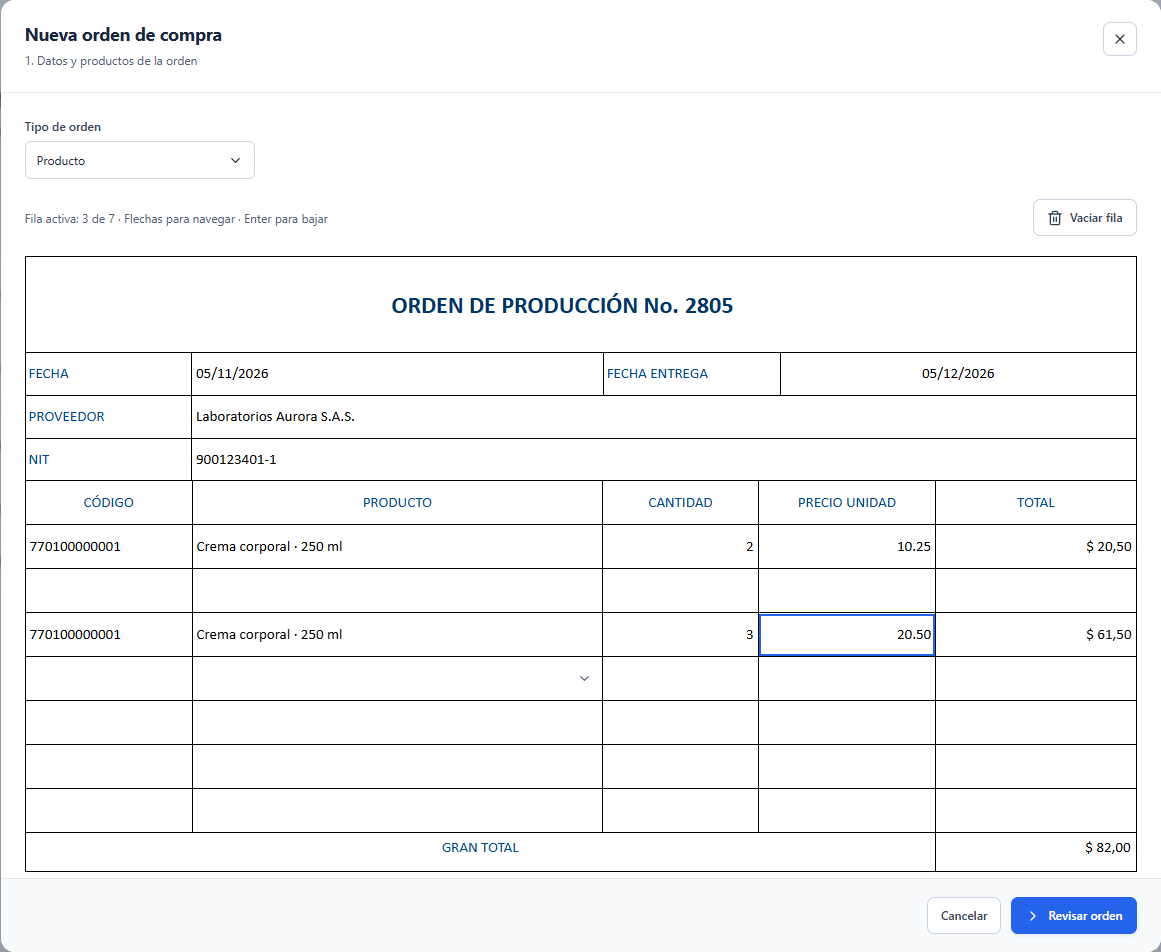 Nueva orden de compra
1. Datos y productos de la orden
Tipo de orden
Producto
Fila activa: 3 de 7 · Flechas para navegar · Enter para bajar
Vaciar fila
ORDEN DE PRODUCCIÓN No. 2805
FECHA 05/11/2026 FECHA ENTREGA 05/12/2026
PROVEEDOR Laboratorios Aurora S.A.S.
NIT 900123401-1
CÓDIGO PRODUCTO CANTIDAD PRECIO UNIDAD TOTAL
770100000001 Crema corporal · 250 ml 2 10.25 $ 20,50
770100000001 Crema corporal · 250 ml 3 20.50 $ 61,50
GRAN TOTAL $ 82,00
Cancelar Revisar orden